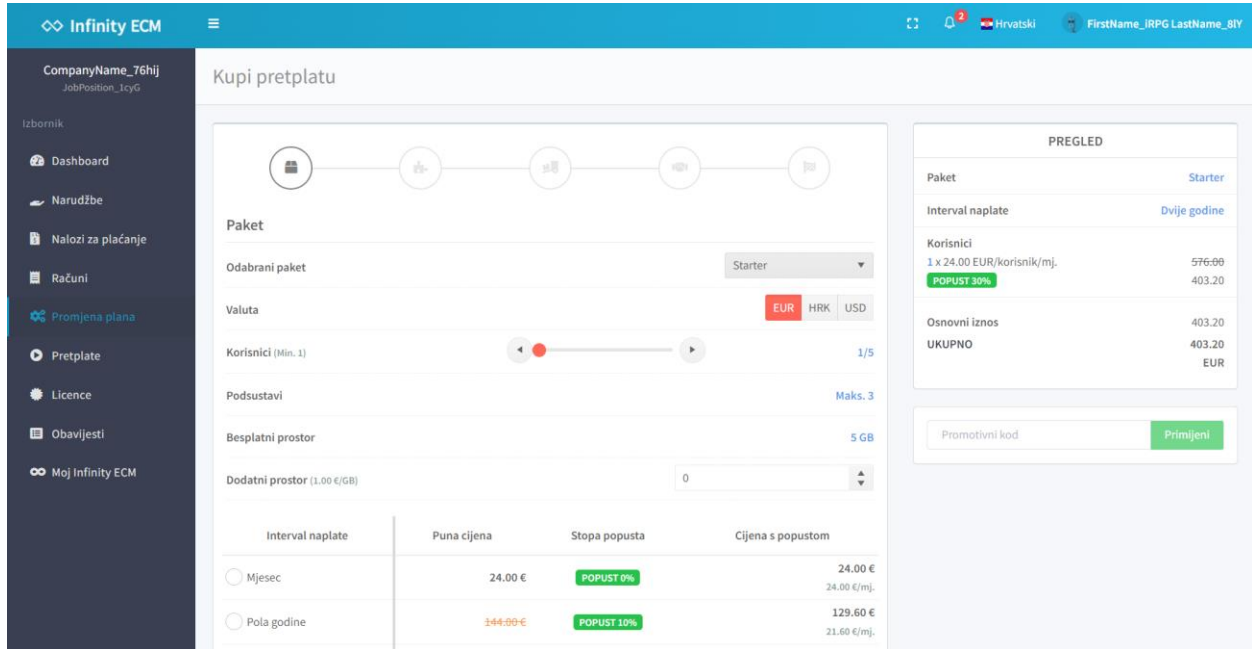 Infinity ECM
2
Hrvatski
FirstName_iRPG LastName_8IY
CompanyName_76hij
JobPosition_1cyG
Izbornik
Dashboard
Narudžbe
Nalozi za plaćanje
Računi
Promjena plana
Pretplate
Licence
Obavijesti
Moj Infinity ECM
Kupi pretplatu
Paket
Odabrani paket
Starter
Valuta
EUR HRK USD
Korisnici (Min. 1)
1/5
Podsustavi
Maks. 3
Besplatni prostor
5 GB
Dodatni prostor (1.00 €/GB)
0
Interval naplate Puna cijena Stopa popusta Cijena s popustom
Mjesec 24.00 € POPUST 0% 24.00 €
24.00 €/mj.
Pola godine 144.00 € POPUST 10% 129.60 €
21.60 €/mj.
PREGLED
Paket Starter
Interval naplate Dvije godine
Korisnici
1 x 24.00 EUR/korisnik/mj. 576.00
POPUST 30% 403.20
Osnovni iznos 403.20
UKUPNO 403.20
EUR
Promotivni kod Primijeni